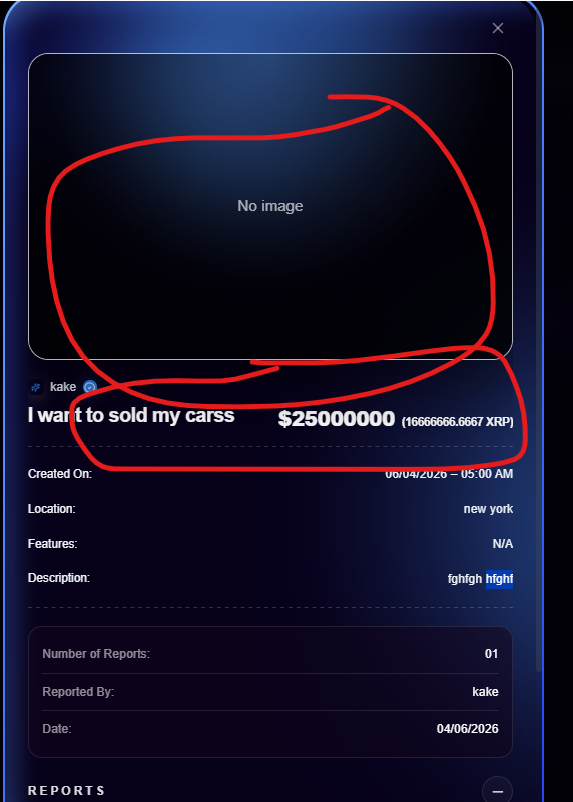 No image
kake
I want to sold my carss $25000000 (16666666.6667 XRP)
Created On: 06/04/2026 – 05:00 AM
Location: new york
Features: N/A
Description: fghfgh hfghf
Number of Reports: 01
Reported By: kake
Date: 04/06/2026
REPORTS